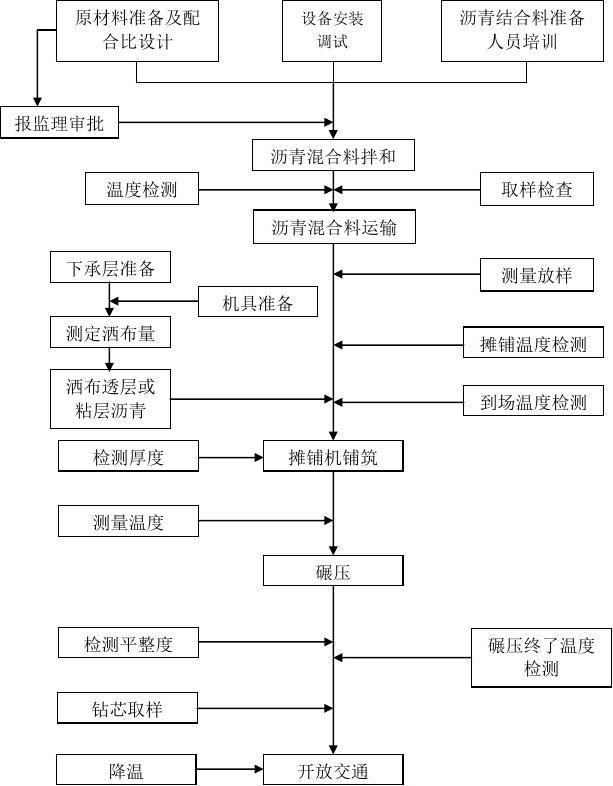 原材料准备及配
合比设计
设备安装
调试
沥青结合料准备
人员培训
报监理审批
沥青混合料拌和
温度检测
取样检查
沥青混合料运输
下承层准备
测量放样
机具准备
测定洒布量
摊铺温度检测
洒布透层或
粘层沥青
到场温度检测
检测厚度
摊铺机铺筑
测量温度
碾压
检测平整度
碾压终了温度
检测
钻芯取样
降温
开放交通